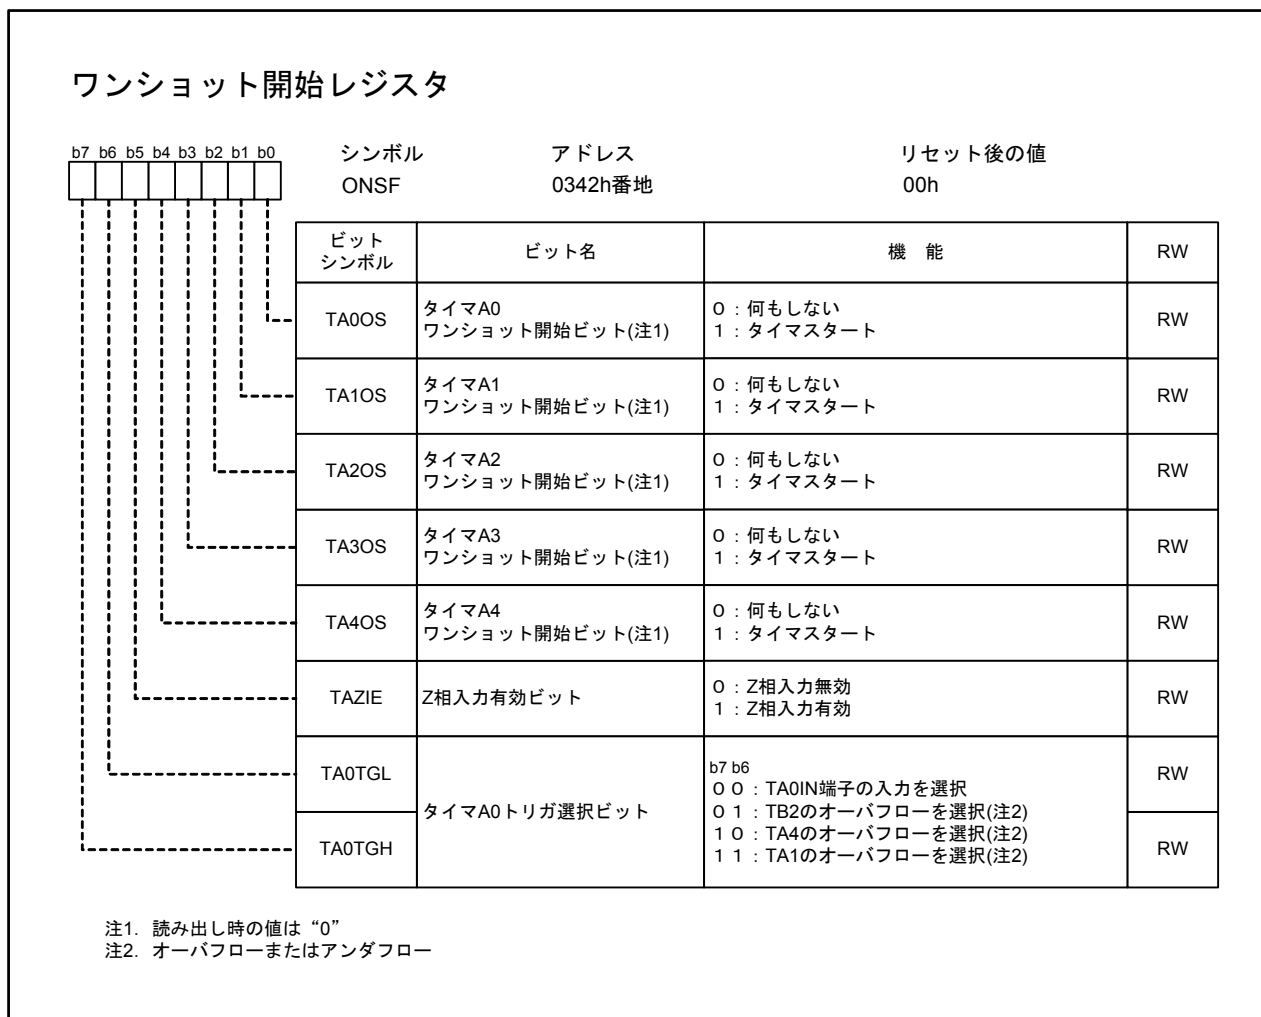 ワンショット開始レジスタ
b7 b6 b5 b4 b3 b2 b1 b0
シンボル アドレス リセット後の値
ONSF 0342h番地 00h
ビット
シンボル ビット名 機 能 RW
TA0OS タイマA0
ワンショット開始ビット(注1) 0:何もしない
1:タイマスタート RW
TA1OS タイマA1
ワンショット開始ビット(注1) 0:何もしない
1:タイマスタート RW
TA2OS タイマA2
ワンショット開始ビット(注1) 0:何もしない
1:タイマスタート RW
TA3OS タイマA3
ワンショット開始ビット(注1) 0:何もしない
1:タイマスタート RW
TA4OS タイマA4
ワンショット開始ビット(注1) 0:何もしない
1:タイマスタート RW
TAZIE Z相入力有効ビット 0:Z相入力無効
1:Z相入力有効 RW
TA0TGL RW
タイマA0トリガ選択ビット
b7 b6
0 0:TA0IN端子の入力を選択
0 1:TB2のオーバフローを選択(注2)
1 0:TA4のオーバフローを選択(注2)
1 1:TA1のオーバフローを選択(注2)
TA0TGH RW
注1. 読み出し時の値は“0”
注2. オーバフローまたはアンダフロー